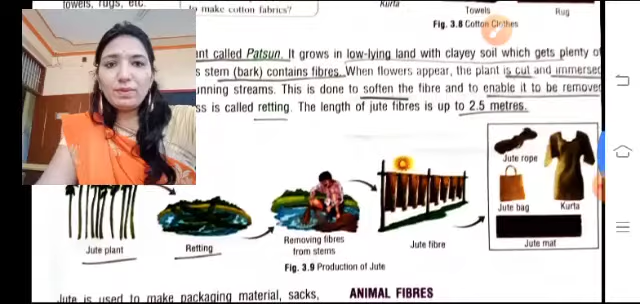 towels, rugs, etc.
to make cotton fabrics?
Kurta
Towels
Rug
Fig. 3.8 Cotton Clothes
nt called Patsun. It grows in low-lying land with clayey soil which gets plenty of
s stem (bark) contains fibres. When flowers appear, the plant is cut and immersed
nning streams. This is done to soften the fibre and to enable it to be remove
ss is called retting. The length of jute fibres is up to 2.5 metres.
Jute plant
Retting
Removing fibres
from stems
Jute fibre
Jute rope
Jute bag
Kurta
Jute mat
Fig. 3.9 Production of Jute
Jute is used to make packaging material, sacks,
ANIMAL FIBRES